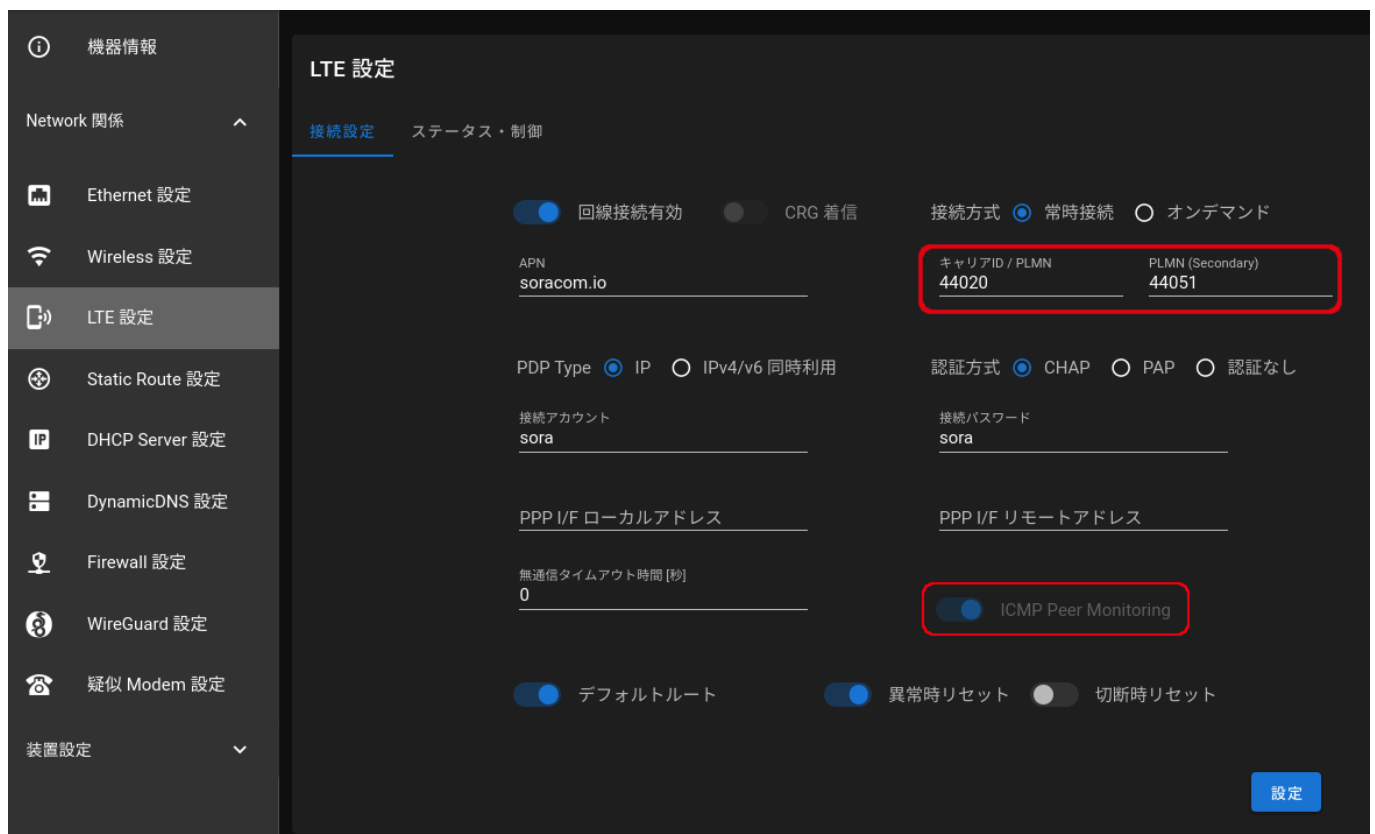 機器情報
Network 関係
Ethernet 設定
Wireless 設定
LTE 設定
Static Route 設定
IP DHCP Server 設定
DynamicDNS 設定
Firewall 設定
WireGuard 設定
疑似 Modem 設定
装置設定
LTE 設定
接続設定 ステータス・制御
回線接続有効 CRG 着信 接続方式 常時接続 オンデマンド
APN キャリアID / PLMN PLMN (Secondary)
soracom.io 44020 44051
PDP Type IP IPv4/v6 同時利用 認証方式 CHAP PAP 認証なし
接続アカウント 接続パスワード
sora sora
PPP I/F ローカルアドレス PPP I/F リモートアドレス
無通信タイムアウト時間 [秒]
0 ICMP Peer Monitoring
デフォルトルート 異常時リセット 切断時リセット
設定